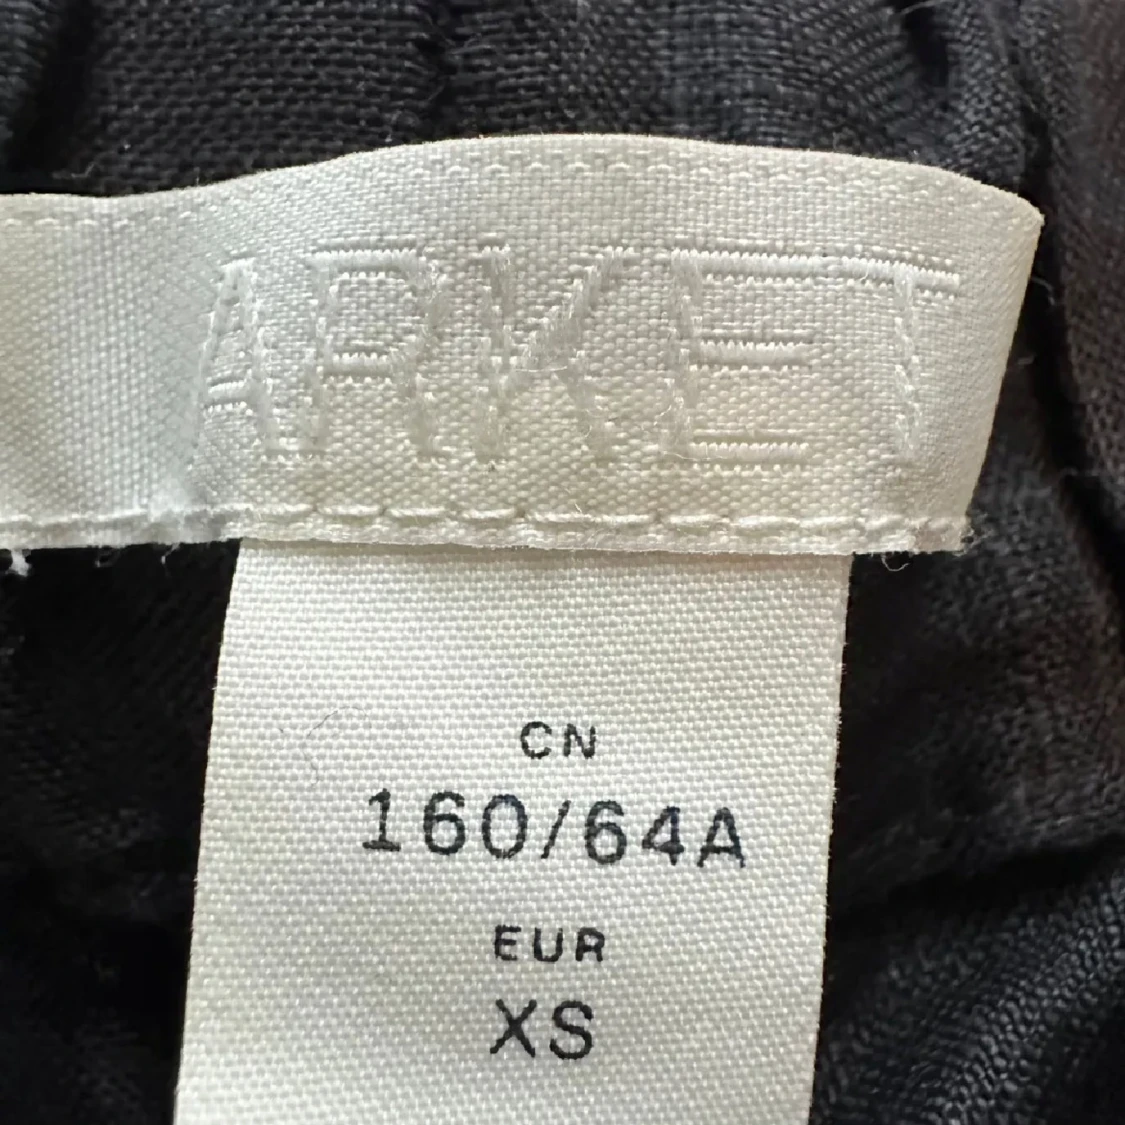 ARKET
CN
160/64A
EUR
XS